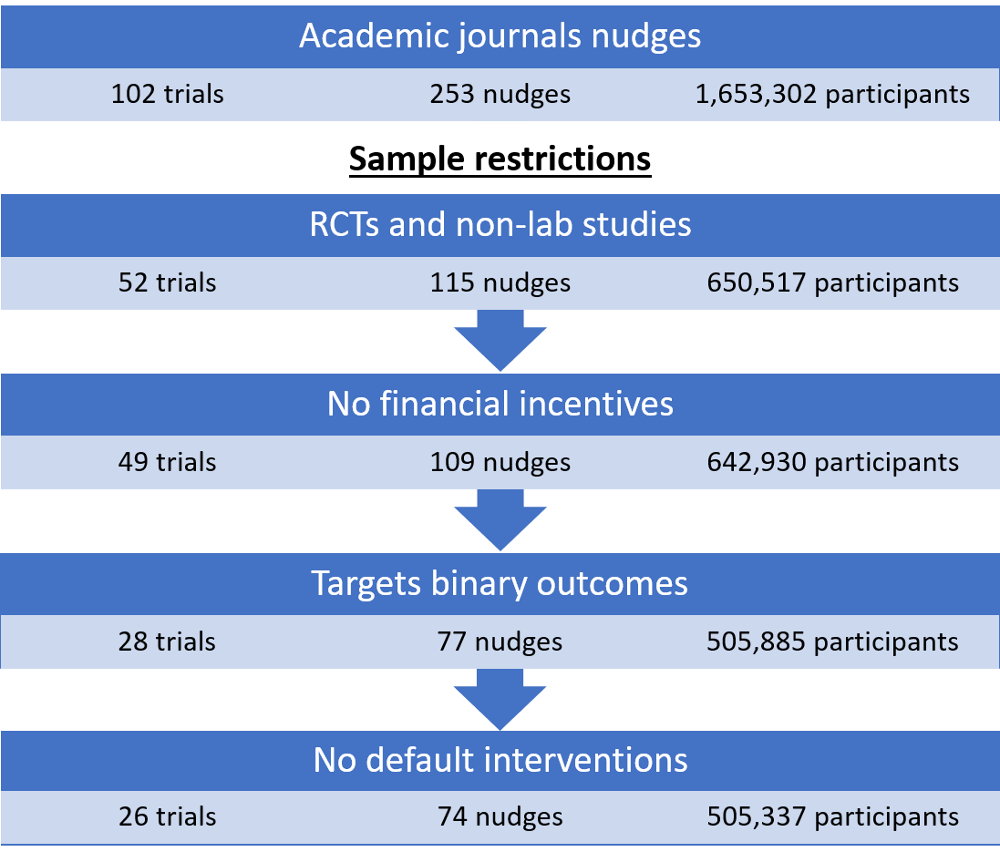 Academic journals nudges
102 trials 253 nudges 1,653,302 participants
Sample restrictions
RCTs and non-lab studies
52 trials 115 nudges 650,517 participants
No financial incentives
49 trials 109 nudges 642,930 participants
Targets binary outcomes
28 trials 77 nudges 505,885 participants
No default interventions
26 trials 74 nudges 505,337 participants